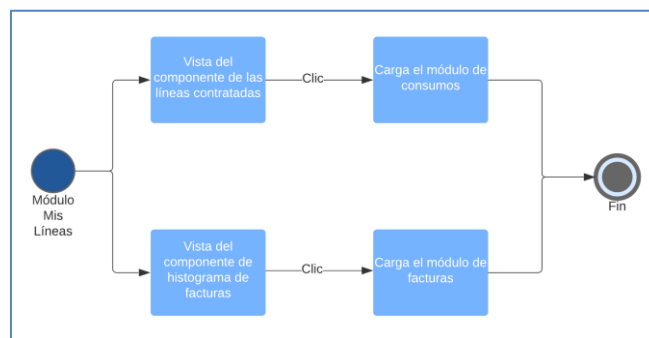 Vista del
componente de las
líneas contratadas
Clic
Carga el módulo de
consumos
Módulo
Mis
Líneas
Fin
Vista del
componente de
histograma de
facturas
Clic
Carga el módulo de
facturas